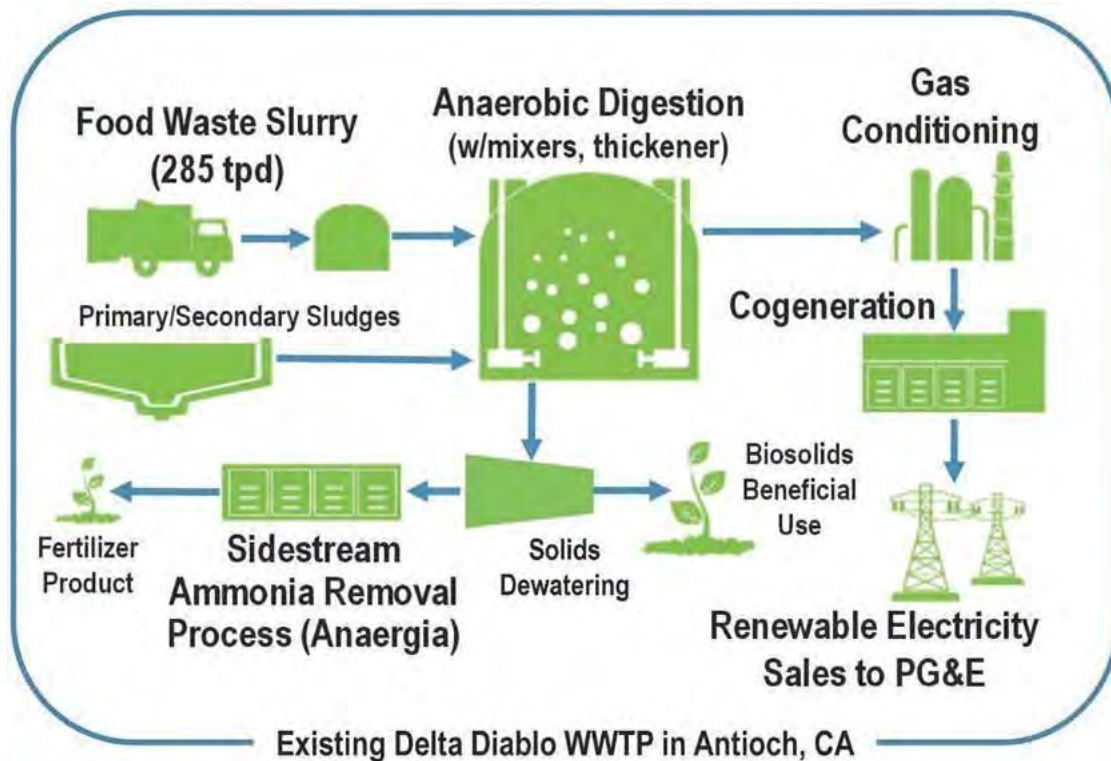 Food Waste Slurry
(285 tpd)
Anaerobic Digestion
(w/mixers, thickener)
Gas
Conditioning
Primary/Secondary Sludges
Cogeneration
Fertilizer
Product
Sidestream
Ammonia Removal
Process (Anaergia)
Solids
Dewatering
Biosolids
Beneficial
Use
Renewable Electricity
Sales to PG&E
Existing Delta Diablo WWTP in Antioch, CA